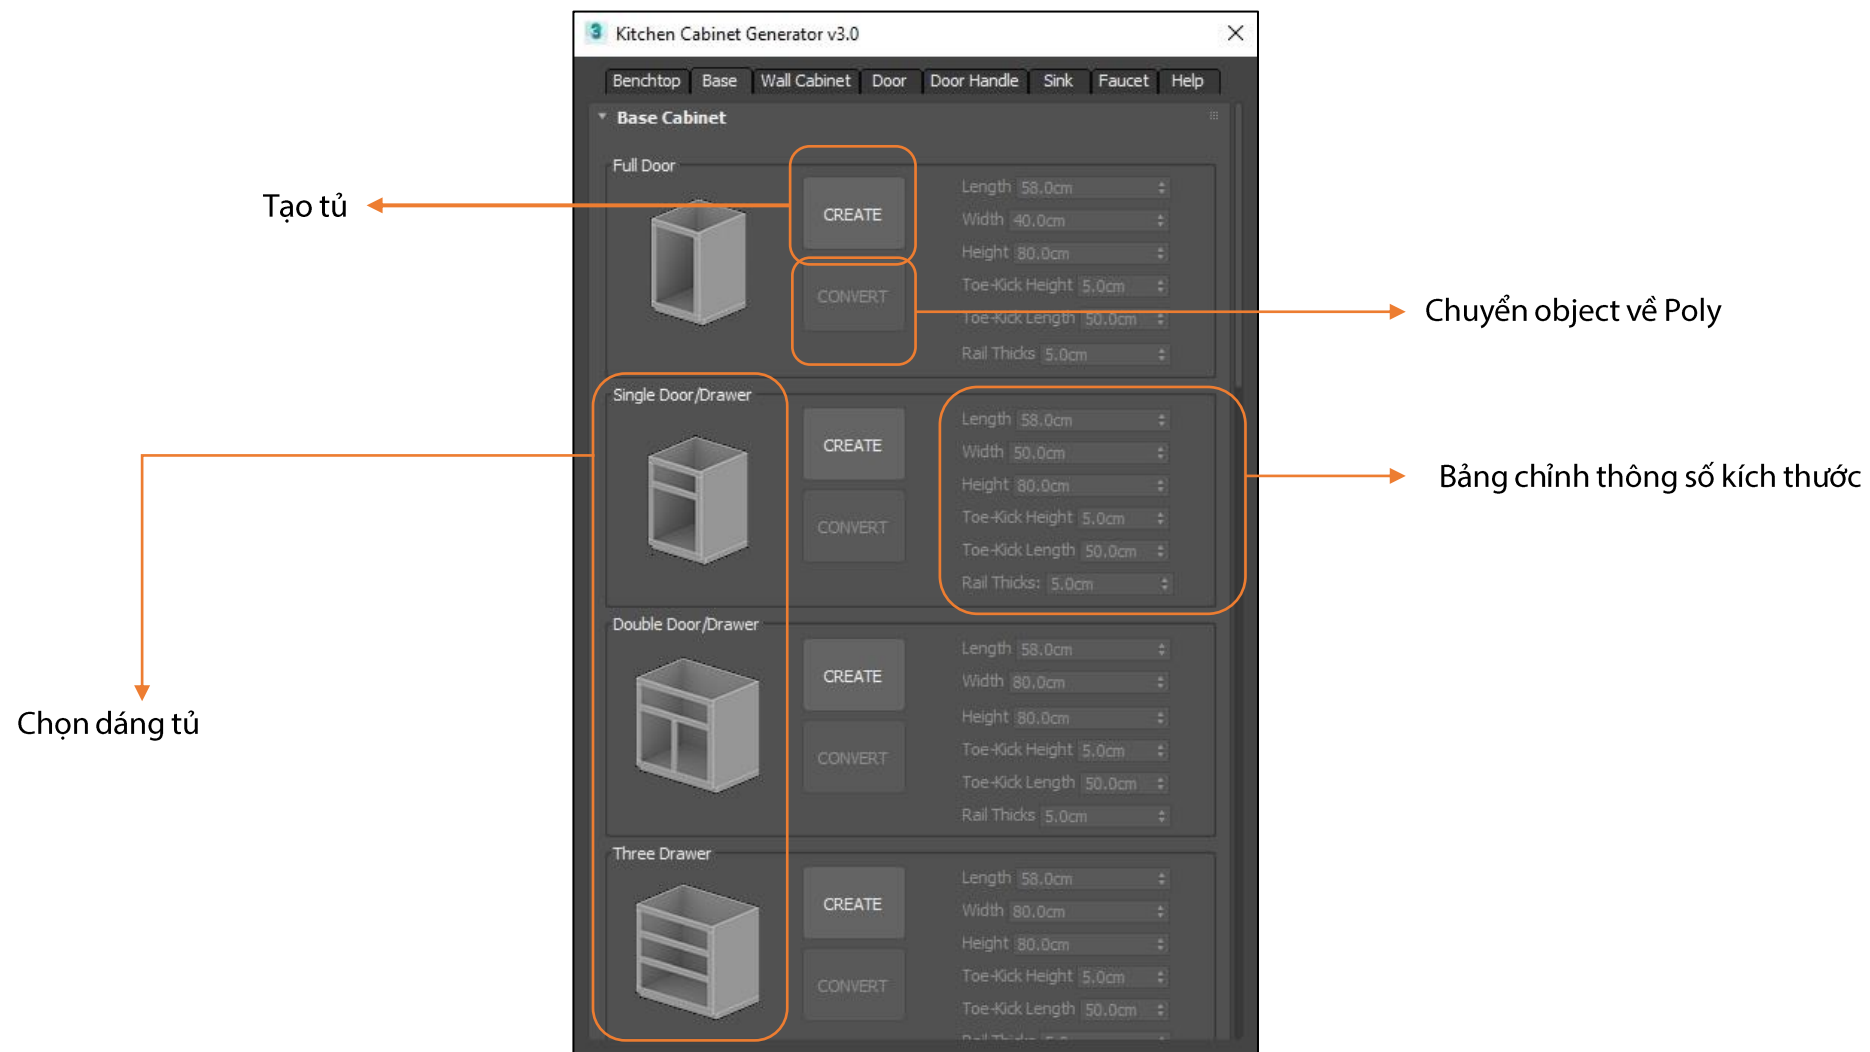 Kitchen Cabinet Generator v3.0
Benchtop Base Wall Cabinet Door Door Handle Sink Faucet Help
Base Cabinet
Full Door
CREATE
CONVERT
Length 58.0cm
Width 40.0cm
Height 80.0cm
Toe-Kick Height 5.0cm
Toe-Kick Length 50.0cm
Rail Thicks 5.0cm
Tạo tủ
Chuyển object về Poly
Single Door/Drawer
CREATE
CONVERT
Length 58.0cm
Width 50.0cm
Height 80.0cm
Toe-Kick Height 5.0cm
Toe-Kick Length 50.0cm
Rail Thicks: 5.0cm
Bảng chỉnh thông số kích thước
Chọn dáng tủ
Double Door/Drawer
CREATE
CONVERT
Length 58.0cm
Width 80.0cm
Height 80.0cm
Toe-Kick Height 5.0cm
Toe-Kick Length 50.0cm
Rail Thicks 5.0cm
Three Drawer
CREATE
CONVERT
Length 58.0cm
Width 80.0cm
Height 80.0cm
Toe-Kick Height 5.0cm
Toe-Kick Length 50.0cm